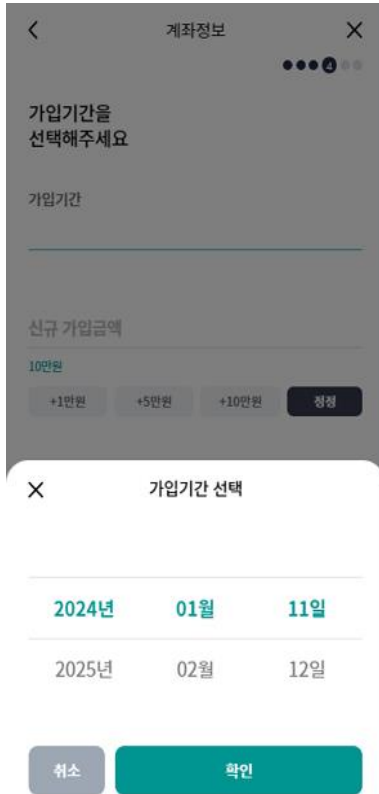 계좌정보
4
가입기간을
선택해주세요
가입기간
신규 가입금액
10만원
+1만원 +5만원 +10만원 정정
가입기간 선택
2024년 01월 11일
2025년 02월 12일
취소 확인